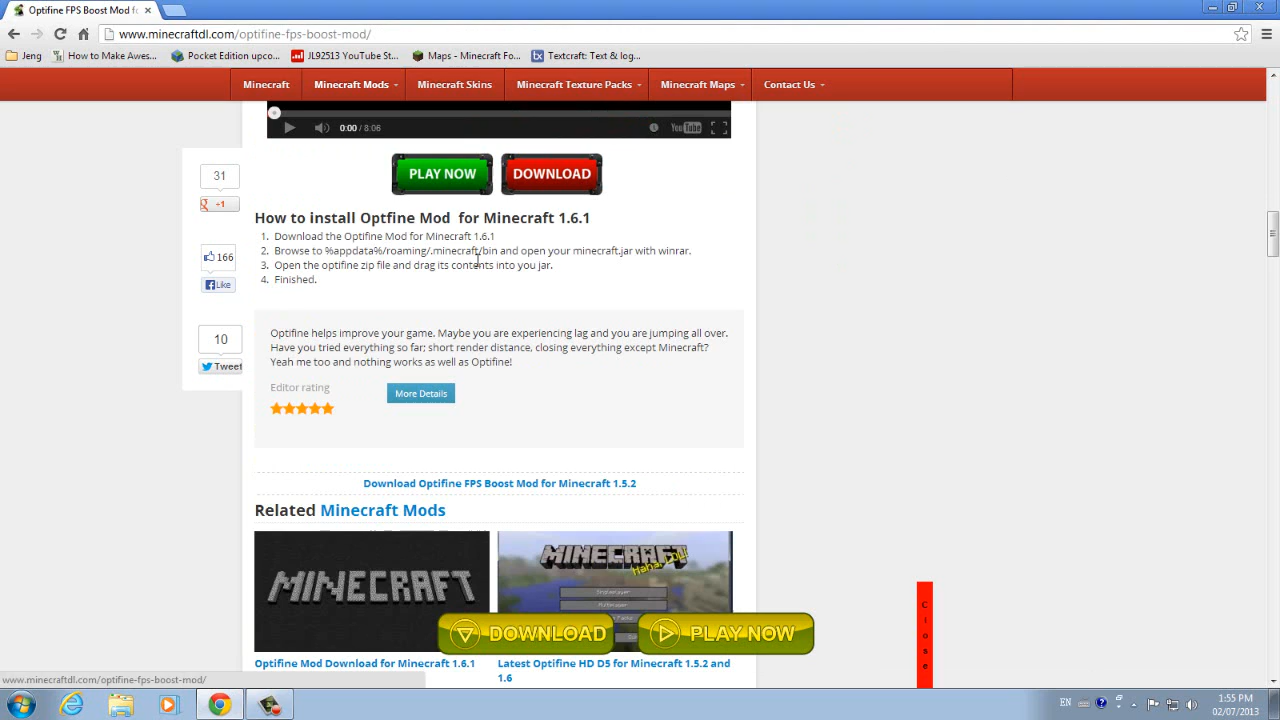 Optifine FPS Boost Mod fo
www.minecraftdl.com/optifine-fps-boost-mod/
Jeng
How to Make Awes...
Pocket Edition upco...
JL92513 YouTube St...
Maps - Minecraft Fo...
Textcraft: Text & log...
Minecraft
Minecraft Mods
Minecraft Skins
Minecraft Texture Packs
Minecraft Maps
Contact Us
0:00 / 8:06
YouTube
PLAY NOW
DOWNLOAD
31
+1
166
Like
10
Tweet
How to install Optfine Mod for Minecraft 1.6.1
1. Download the Optifine Mod for Minecraft 1.6.1
2. Browse to %appdata%/roaming/.minecraft/bin and open your minecraft.jar with winrar.
3. Open the optifine zip file and drag its contents into you jar.
4. Finished.
Optifine helps improve your game. Maybe you are experiencing lag and you are jumping all over.
Have you tried everything so far; short render distance, closing everything except Minecraft?
Yeah me too and nothing works as well as Optifine!
Editor rating
More Details
Download Optifine FPS Boost Mod for Minecraft 1.5.2
Related Minecraft Mods
MINECRAFT
MINECRAFT
Haha, LOL!
Singleplayer
Multiplayer
DOWNLOAD
PLAY NOW
Close
Optifine Mod Download for Minecraft 1.6.1
Latest Optifine HD D5 for Minecraft 1.5.2 and
1.6
www.minecraftdl.com/optifine-fps-boost-mod/
EN
1:55 PM
02/07/2013